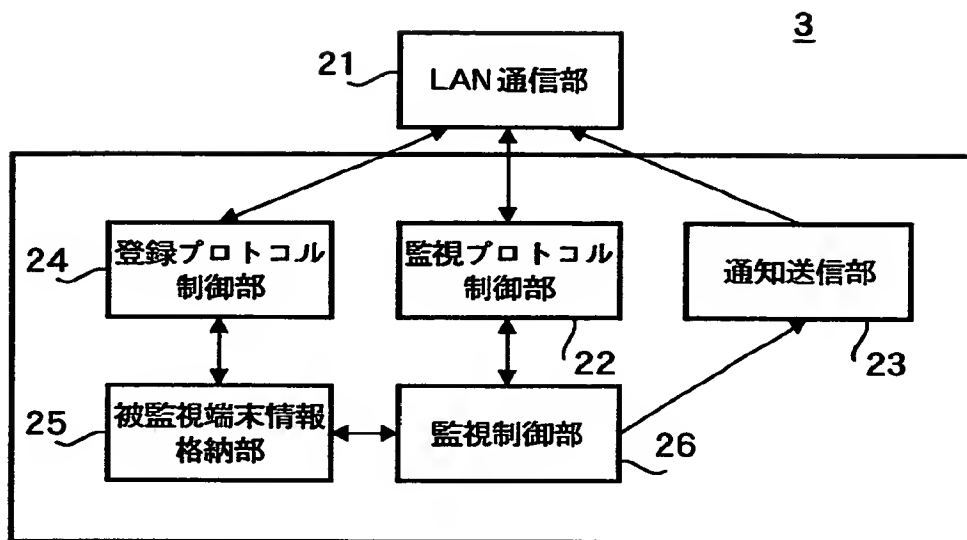 3
21
LAN通信部
24
登録プロトコル
制御部
監視プロトコル
制御部
22
通知送信部
23
25
被監視端末情報
格納部
監視制御部
26